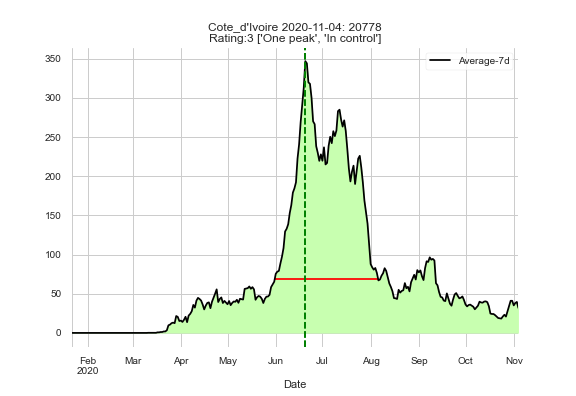 Cote_d'Ivoire 2020-11-04: 20778
Rating:3 ['One peak', 'In control']
Average-7d
350
300
250
200
150
100
50
0
Feb Mar Apr May Jun Jul Aug Sep Oct Nov
2020
Date